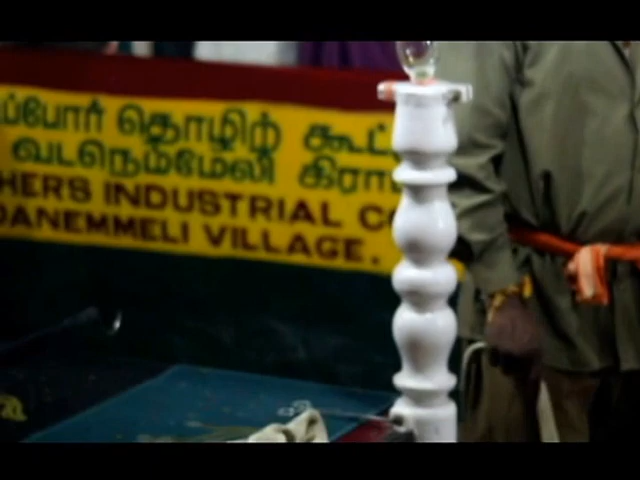 ப்போர் தொழிற் கூட்
வடநெம்மேலி கிரா
HERS INDUSTRIAL CO
DANEMMELI VILLAGE.